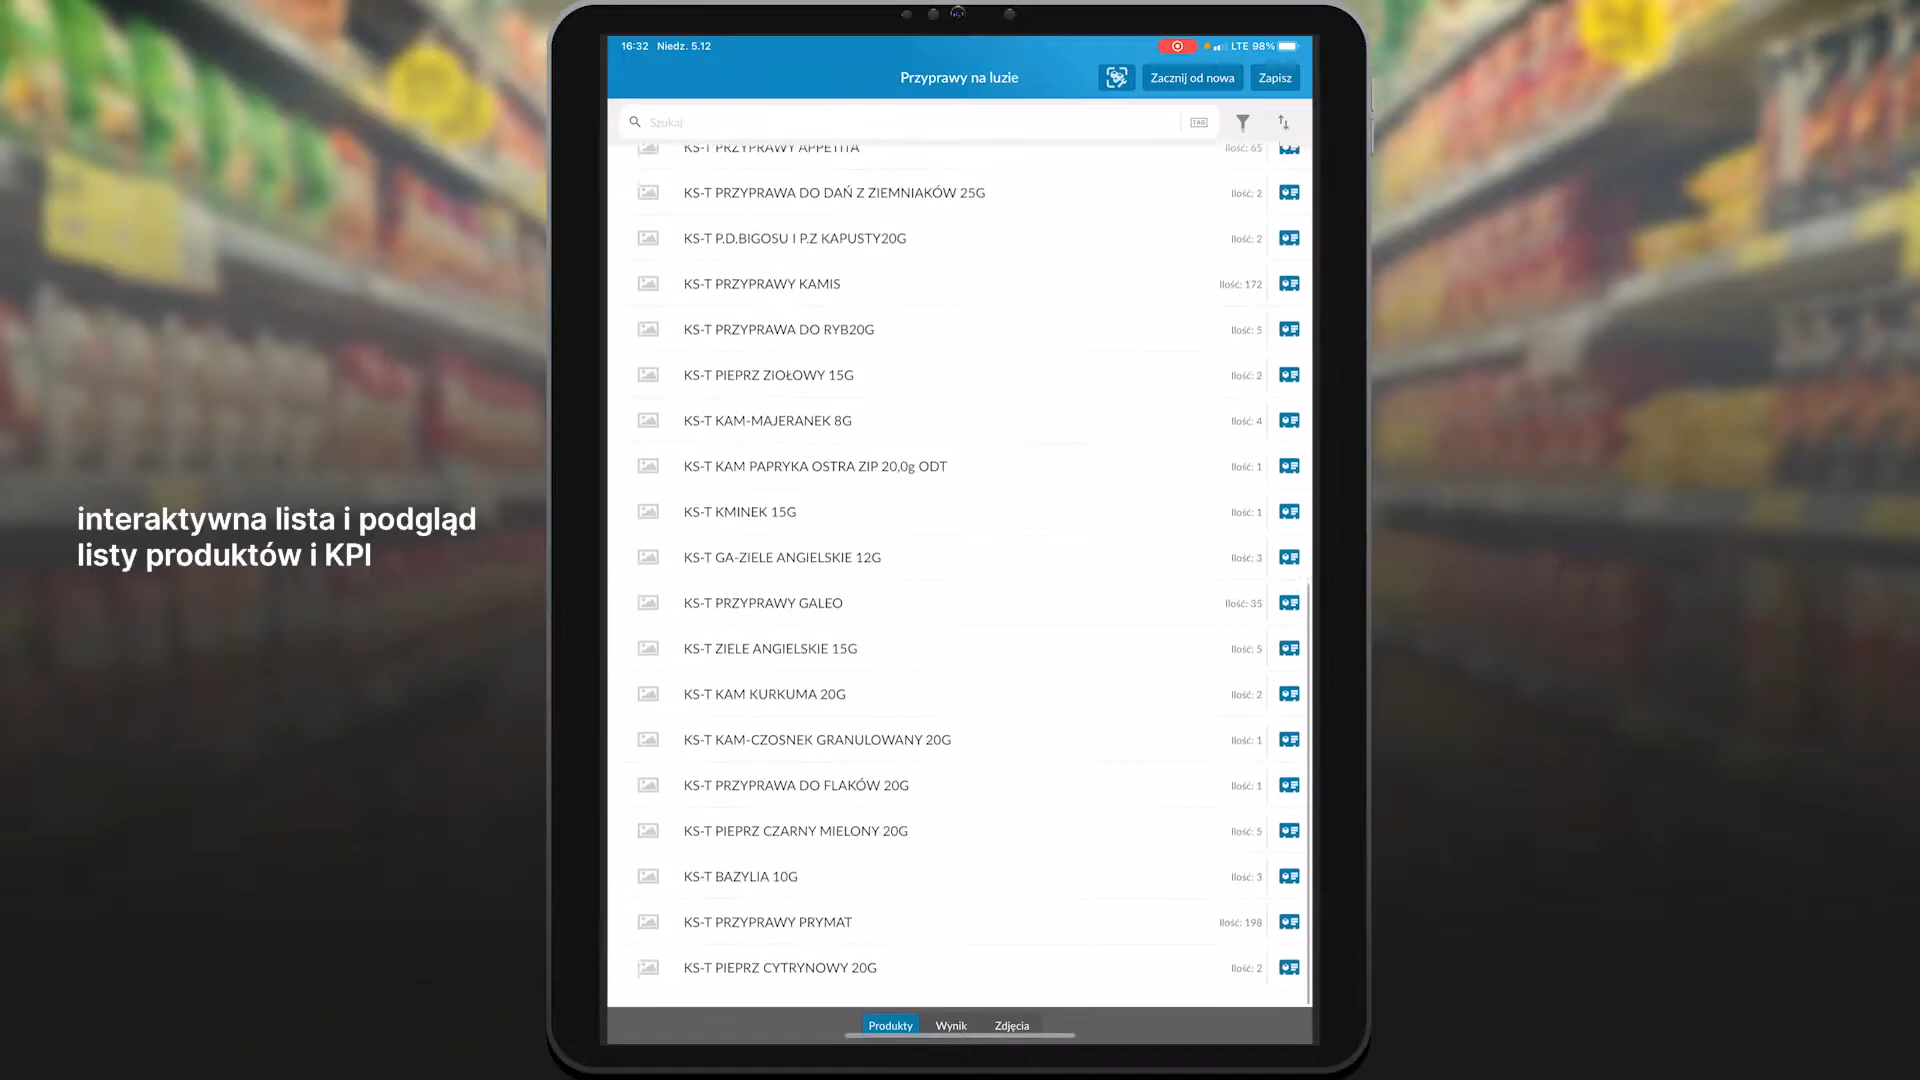 16:32 Niedz. 5.12
LTE 98%
Przyprawy na luzie
Zacznij od nowa
Zapisz
Szukaj
TAG
KS-T PRZYPRAWY APPETITA Ilość: 65
KS-T PRZYPRAWA DO DAŃ Z ZIEMNIAKÓW 25G Ilość: 2
KS-T P.D.BIGOSU I P.Z KAPUSTY20G Ilość: 2
KS-T PRZYPRAWY KAMIS Ilość: 172
KS-T PRZYPRAWA DO RYB20G Ilość: 5
KS-T PIEPRZ ZIOŁOWY 15G Ilość: 2
KS-T KAM-MAJERANEK 8G Ilość: 4
KS-T KAM PAPRYKA OSTRA ZIP 20,0g ODT Ilość: 1
KS-T KMINEK 15G Ilość: 1
KS-T GA-ZIELE ANGIELSKIE 12G Ilość: 3
KS-T PRZYPRAWY GALEO Ilość: 35
KS-T ZIELE ANGIELSKIE 15G Ilość: 5
KS-T KAM KURKUMA 20G Ilość: 2
KS-T KAM-CZOSNEK GRANULOWANY 20G Ilość: 1
KS-T PRZYPRAWA DO FLAKÓW 20G Ilość: 1
KS-T PIEPRZ CZARNY MIELONY 20G Ilość: 5
KS-T BAZYLIA 10G Ilość: 3
KS-T PRZYPRAWY PRYMAT Ilość: 198
KS-T PIEPRZ CYTRYNOWY 20G Ilość: 2
Produkty Wynik Zdjęcia
interaktywna lista i podgląd
listy produktów i KPI